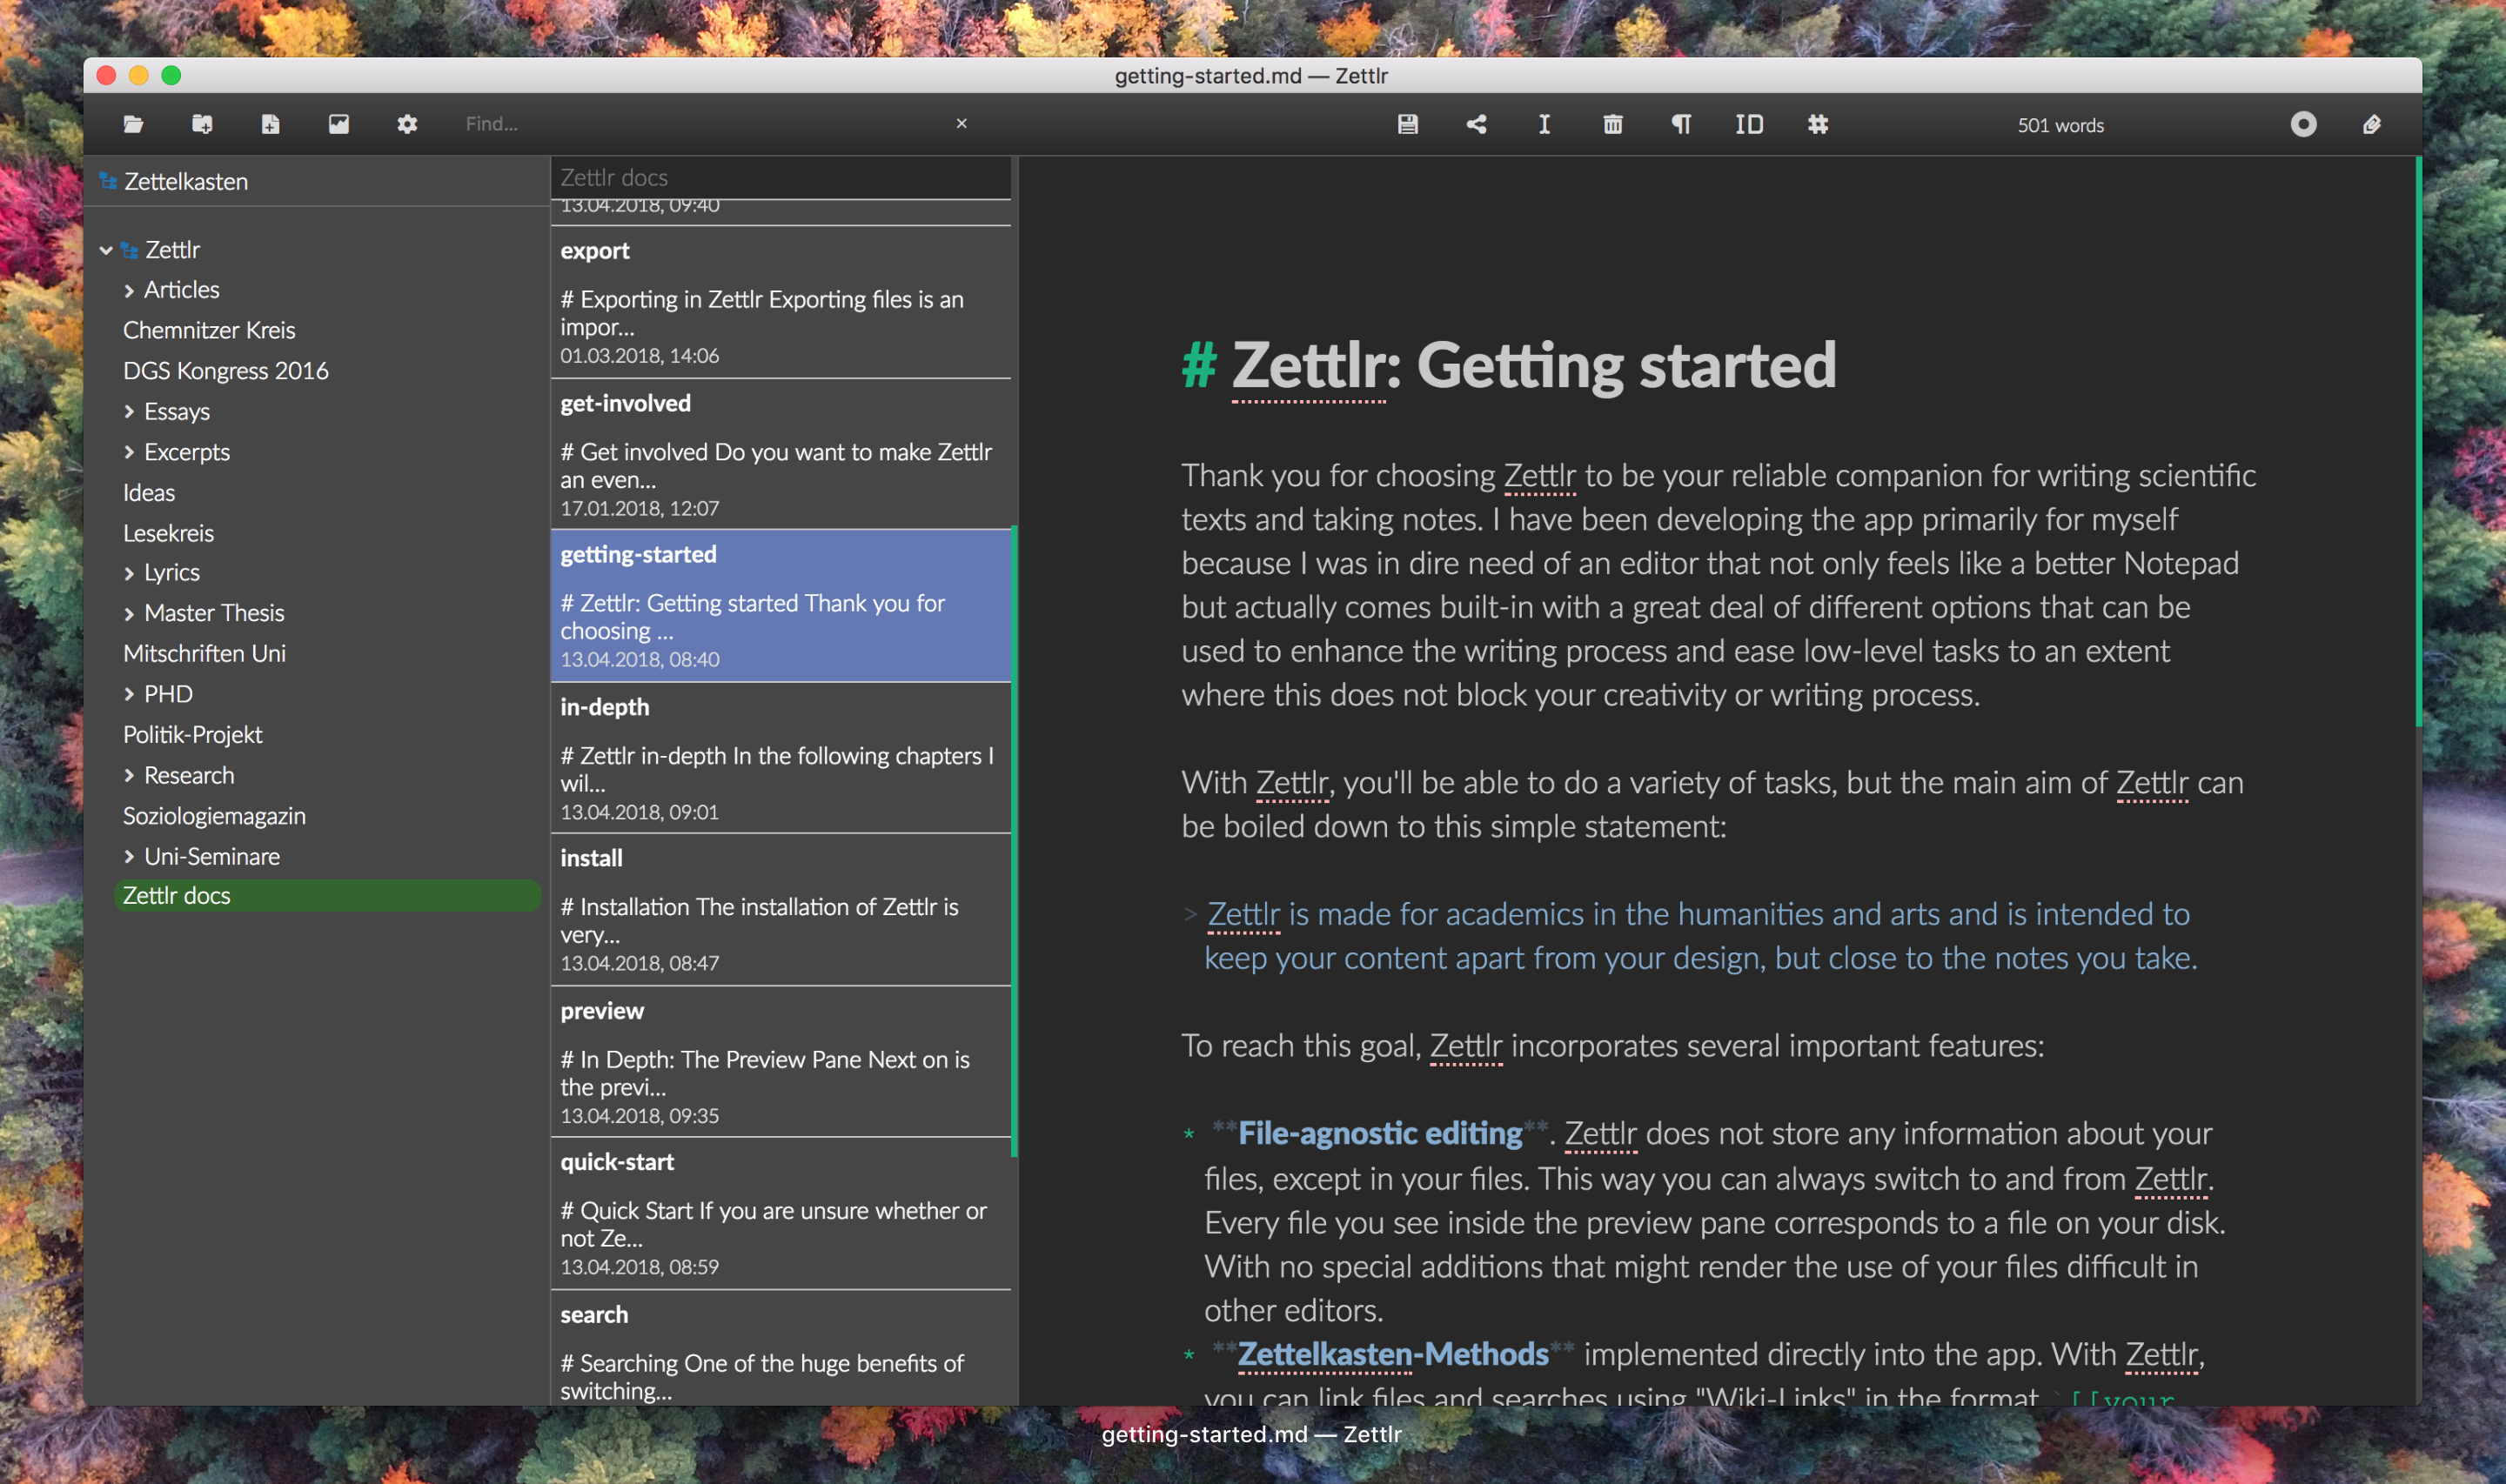 getting-started.md — Zettlr
Find...
ID
501 words
Zettelkasten
Zettlr
Articles
Chemnitzer Kreis
DGS Kongress 2016
Essays
Excerpts
Ideas
Lesekreis
Lyrics
Master Thesis
Mitschriften Uni
PHD
Politik-Projekt
Research
Soziologiemagazin
Uni-Seminare
Zettlr docs
Zettlr docs
13.04.2018, 09:40
export
# Exporting in Zettlr Exporting files is an
impor...
01.03.2018, 14:06
get-involved
# Get involved Do you want to make Zettlr
an even...
17.01.2018, 12:07
getting-started
# Zettlr: Getting started Thank you for
choosing ...
13.04.2018, 08:40
in-depth
# Zettlr in-depth In the following chapters I
wil...
13.04.2018, 09:01
install
# Installation The installation of Zettlr is
very...
13.04.2018, 08:47
preview
# In Depth: The Preview Pane Next on is
the previ...
13.04.2018, 09:35
quick-start
# Quick Start If you are unsure whether or
not Ze...
13.04.2018, 08:59
search
# Searching One of the huge benefits of
switching...
# Zettlr: Getting started
Thank you for choosing Zettlr to be your reliable companion for writing scientific
texts and taking notes. I have been developing the app primarily for myself
because I was in dire need of an editor that not only feels like a better Notepad
but actually comes built-in with a great deal of different options that can be
used to enhance the writing process and ease low-level tasks to an extent
where this does not block your creativity or writing process.
With Zettlr, you'll be able to do a variety of tasks, but the main aim of Zettlr can
be boiled down to this simple statement:
> Zettlr is made for academics in the humanities and arts and is intended to
keep your content apart from your design, but close to the notes you take.
To reach this goal, Zettlr incorporates several important features:
* **File-agnostic editing**. Zettlr does not store any information about your
files, except in your files. This way you can always switch to and from Zettlr.
Every file you see inside the preview pane corresponds to a file on your disk.
With no special additions that might render the use of your files difficult in
other editors.
* **Zettelkasten-Methods** implemented directly into the app. With Zettlr,
you can link files and searches using "Wiki-Links" in the format `[[your
getting-started.md — Zettlr